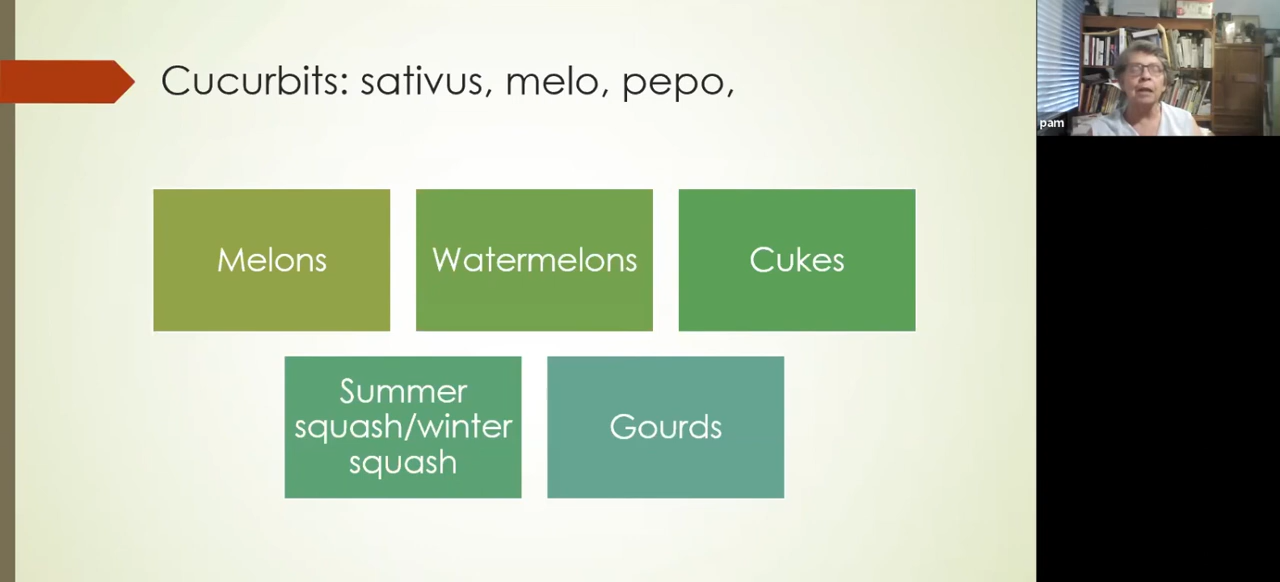 Cucurbits: sativus, melo, pepo,
pam
Melons
Watermelons
Cukes
Summer
squash/winter
squash
Gourds